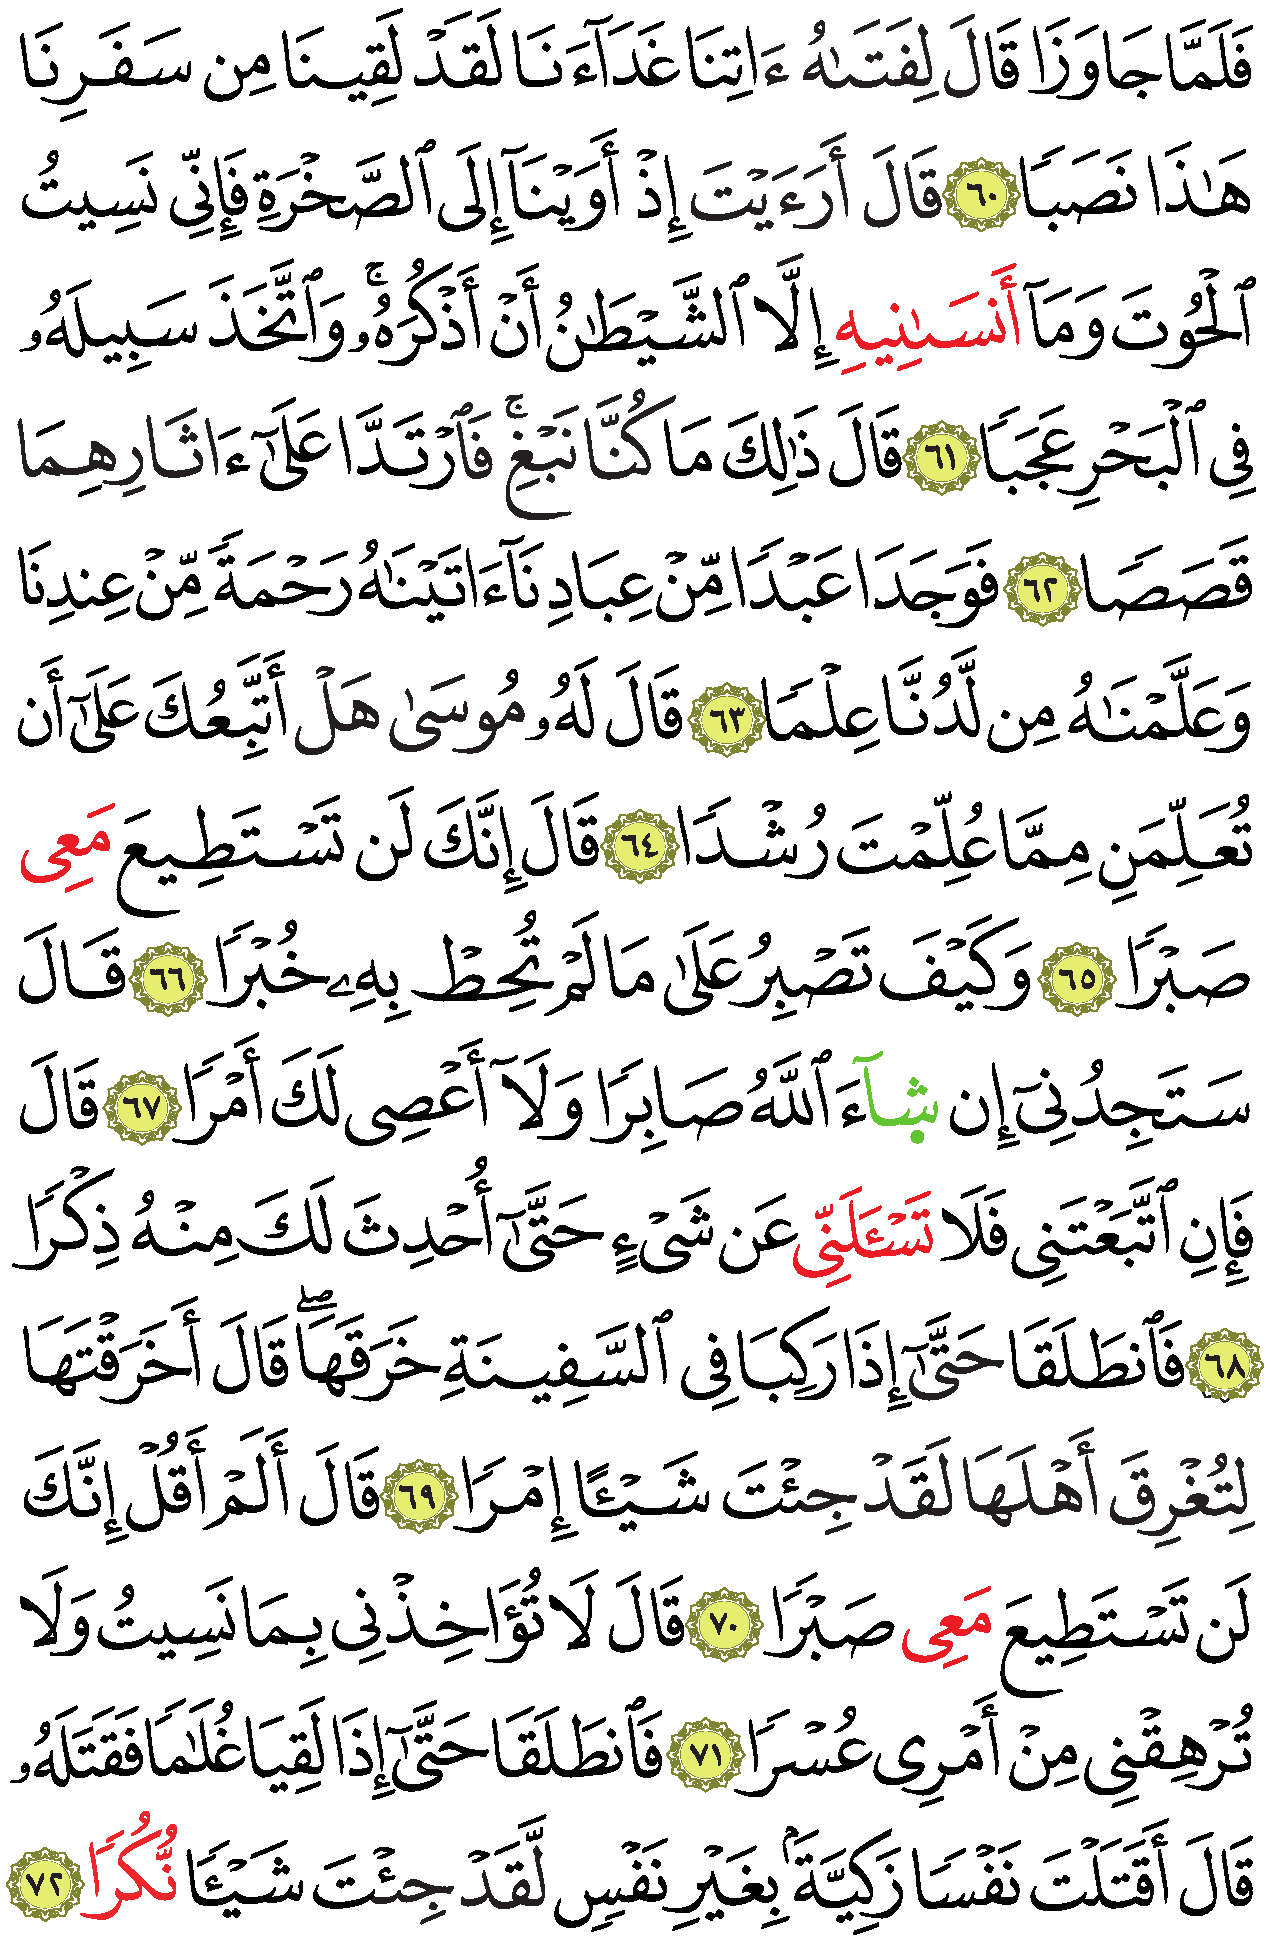 فَلَمَّا جَاوَزَا قَالَ لِفَتَىٰهُ ءَاتِنَا غَدَآءَنَا لَقَدْ لَقِينَا مِن سَفَرِنَا
هَٰذَا نَصَبًا ٦٠ قَالَ أَرَءَيْتَ إِذْ أَوَيْنَآ إِلَى ٱلصَّخْرَةِ فَإِنِّي نَسِيتُ
ٱلْحُوتَ وَمَآ أَنسَىٰنِيهِ إِلَّا ٱلشَّيْطَٰنُ أَنْ أَذْكُرَهُۥ ۚ وَٱتَّخَذَ سَبِيلَهُۥ
فِي ٱلْبَحْرِ عَجَبًا ٦١ قَالَ ذَٰلِكَ مَا كُنَّا نَبْغِ ۚ فَٱرْتَدَّا عَلَىٰٓ ءَاثَارِهِمَا
قَصَصًا ٦٢ فَوَجَدَا عَبْدًا مِّنْ عِبَادِنَآ ءَاتَيْنَٰهُ رَحْمَةً مِّنْ عِندِنَا
وَعَلَّمْنَٰهُ مِن لَّدُنَّا عِلْمًا ٦٣ قَالَ لَهُۥ مُوسَىٰ هَلْ أَتَّبِعُكَ عَلَىٰٓ أَن
تُعَلِّمَنِ مِمَّا عُلِّمْتَ رُشْدًا ٦٤ قَالَ إِنَّكَ لَن تَسْتَطِيعَ مَعِي
صَبْرًا ٦٥ وَكَيْفَ تَصْبِرُ عَلَىٰ مَا لَمْ تُحِطْ بِهِۦ خُبْرًا ٦٦ قَالَ
سَتَجِدُنِىٓ إِن شَآءَ ٱللَّهُ صَابِرًا وَلَآ أَعْصِى لَكَ أَمْرًا ٦٧ قَالَ
فَإِنِ ٱتَّبَعْتَنِى فَلَا تَسْـَٔلَنِّى عَن شَىْءٍ حَتَّىٰٓ أُحْدِثَ لَكَ مِنْهُ ذِكْرًا
٦٨ فَٱنطَلَقَا حَتَّىٰٓ إِذَا رَكِبَا فِى ٱلسَّفِينَةِ خَرَقَهَا ۖ قَالَ أَخَرَقْتَهَا
لِتُغْرِقَ أَهْلَهَا لَقَدْ جِئْتَ شَيْـًٔا إِمْرًا ٦٩ قَالَ أَلَمْ أَقُلْ إِنَّكَ
لَن تَسْتَطِيعَ مَعِى صَبْرًا ٧٠ قَالَ لَا تُؤَاخِذْنِى بِمَا نَسِيتُ وَلَا
تُرْهِقْنِى مِنْ أَمْرِى عُسْرًا ٧١ فَٱنطَلَقَا حَتَّىٰٓ إِذَا لَقِيَا غُلَٰمًا فَقَتَلَهُۥ
قَالَ أَقَتَلْتَ نَفْسًا زَكِيَّةً ۢ بِغَيْرِ نَفْسٍ لَّقَدْ جِئْتَ شَيْـًٔا نُّكُرًا ٧٢